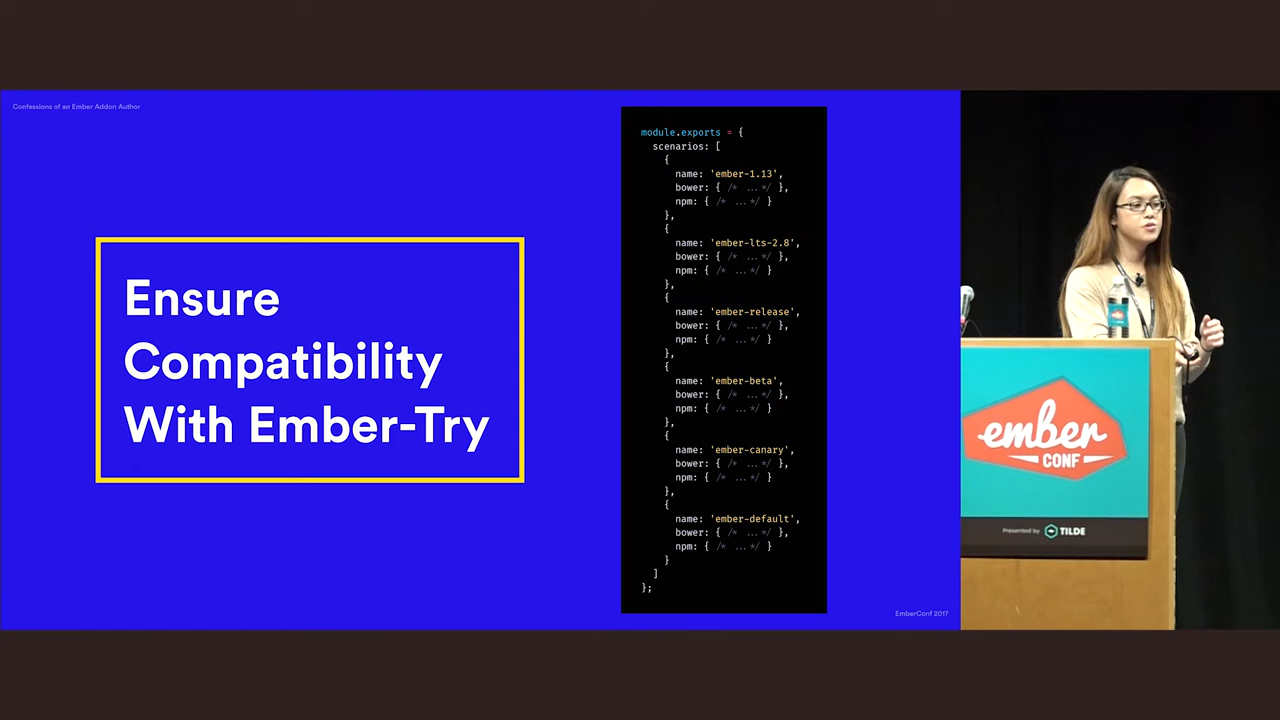 Confessions of an Ember Addon Author
Ensure
Compatibility
With Ember-Try
module.exports = {
  scenarios: [
    {
      name: 'ember-1.13',
      bower: { /* ... */ },
      npm: { /* ... */ }
    },
    {
      name: 'ember-lts-2.8',
      bower: { /* ... */ },
      npm: { /* ... */ }
    },
    {
      name: 'ember-release',
      bower: { /* ... */ },
      npm: { /* ... */ }
    },
    {
      name: 'ember-beta',
      bower: { /* ... */ },
      npm: { /* ... */ }
    },
    {
      name: 'ember-canary',
      bower: { /* ... */ },
      npm: { /* ... */ }
    },
    {
      name: 'ember-default',
      bower: { /* ... */ },
      npm: { /* ... */ }
    }
  ]
};
EmberConf 2017
ember
CONF
Presented by TILDE